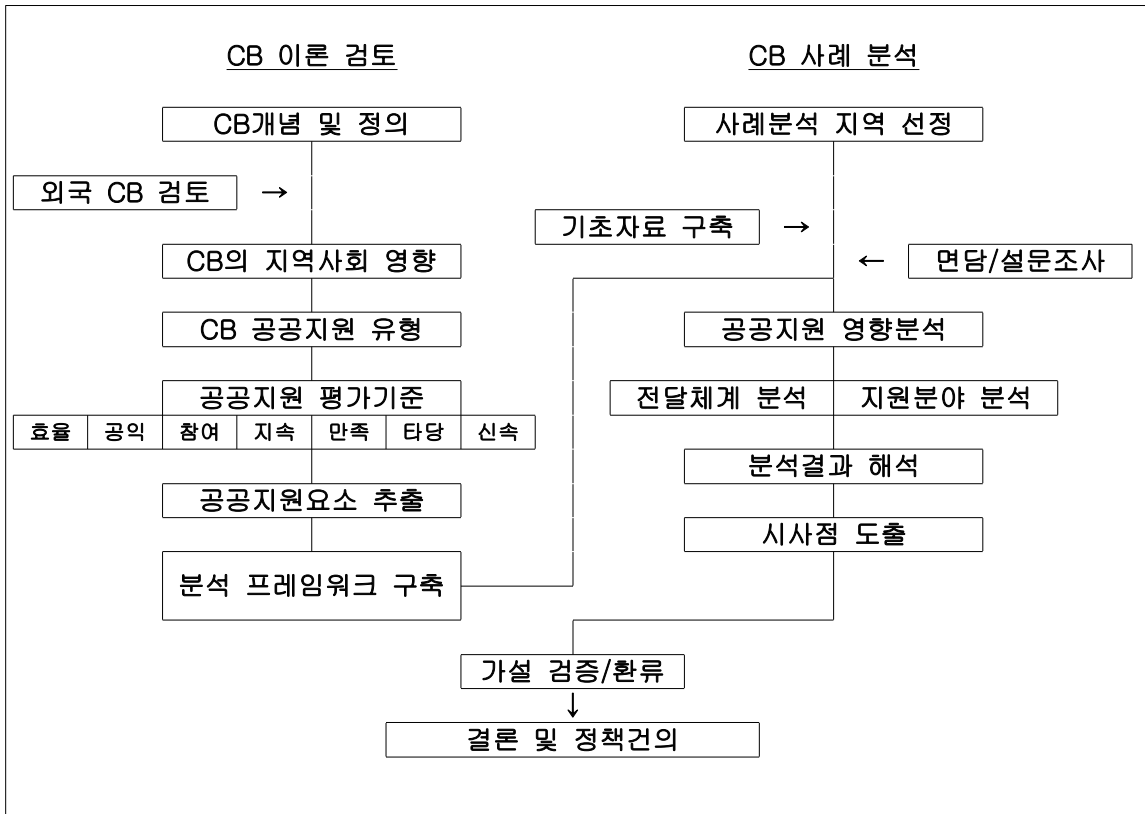 CB 이론 검토
CB개념 및 정의
외국 CB 검토 →
CB의 지역사회 영향
CB 공공지원 유형
공공지원 평가기준
효율 공익 참여 지속 만족 타당 신속
공공지원요소 추출
분석 프레임워크 구축
CB 사례 분석
사례분석 지역 선정
기초자료 구축 →
← 면담/설문조사
공공지원 영향분석
전달체계 분석 지원분야 분석
분석결과 해석
시사점 도출
가설 검증/환류
↓
결론 및 정책건의